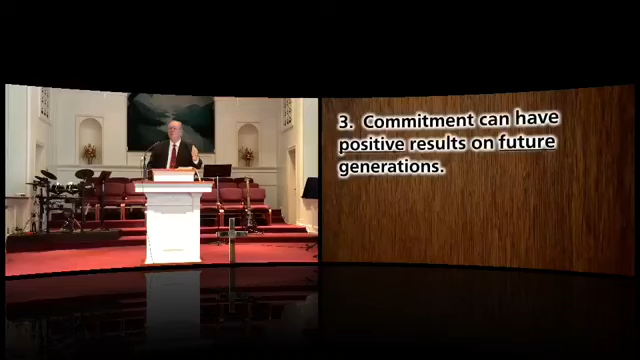 3. Commitment can have
positive results on future
generations.